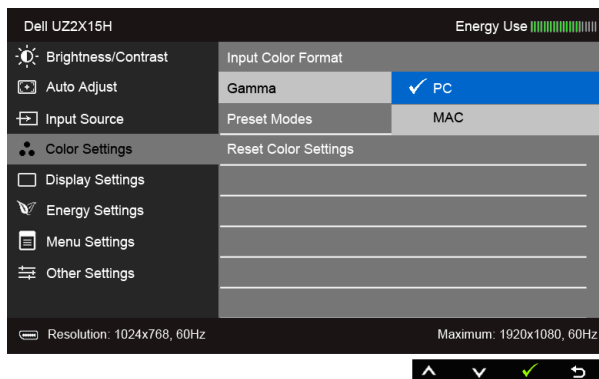 Dell UZ2X15H Energy Use
Brightness/Contrast Input Color Format
Auto Adjust Gamma PC
Input Source Preset Modes MAC
Color Settings Reset Color Settings
Display Settings
Energy Settings
Menu Settings
Other Settings
Resolution: 1024x768, 60Hz Maximum: 1920x1080, 60Hz